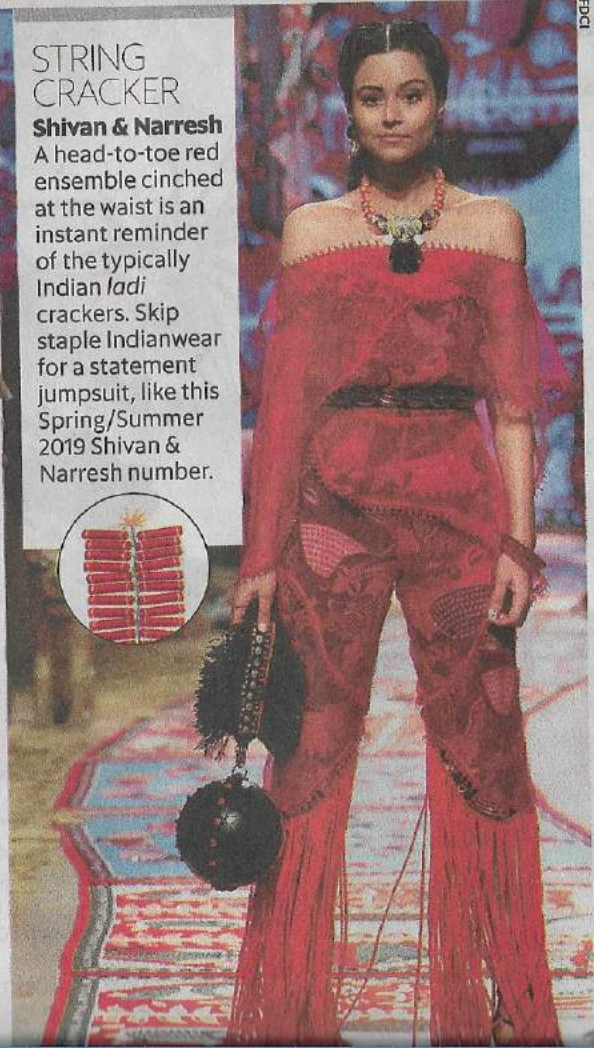 STRING
CRACKER
Shivan & Narresh
A head-to-toe red
ensemble cinched
at the waist is an
instant reminder
of the typically
Indian ladi
crackers. Skip
staple Indianwear
for a statement
jumpsuit, like this
Spring/Summer
2019 Shivan &
Narresh number.
FDCI